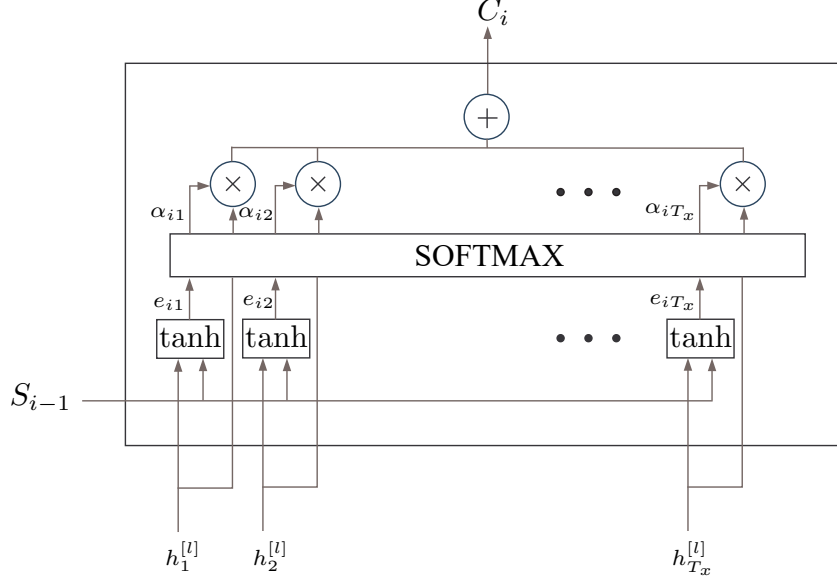 C_i
+
× × ×
α_{i1} α_{i2} α_{iT_x}
SOFTMAX
e_{i1} e_{i2} e_{iT_x}
tanh tanh tanh
S_{i−1}
h_1^{[l]} h_2^{[l]} h_{T_x}^{[l]}